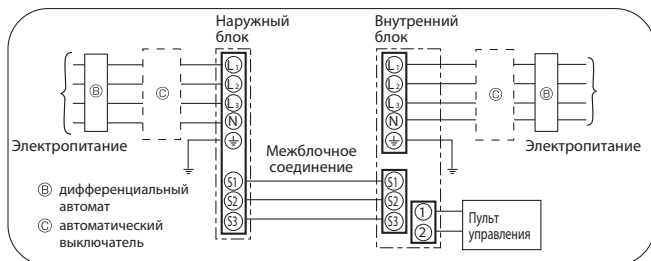 Наружный
блок
Внутренний
блок
L1
L2
L3
N
Электропитание
Ⓑ
Ⓒ
L1
L2
L3
N
Ⓒ
Ⓑ
Электропитание
Межблочное
соединение
S1
S2
S3
S1
S2
S3
1
2
Пульт
управления
Ⓑ дифференциальный
автомат
Ⓒ автоматический
выключатель